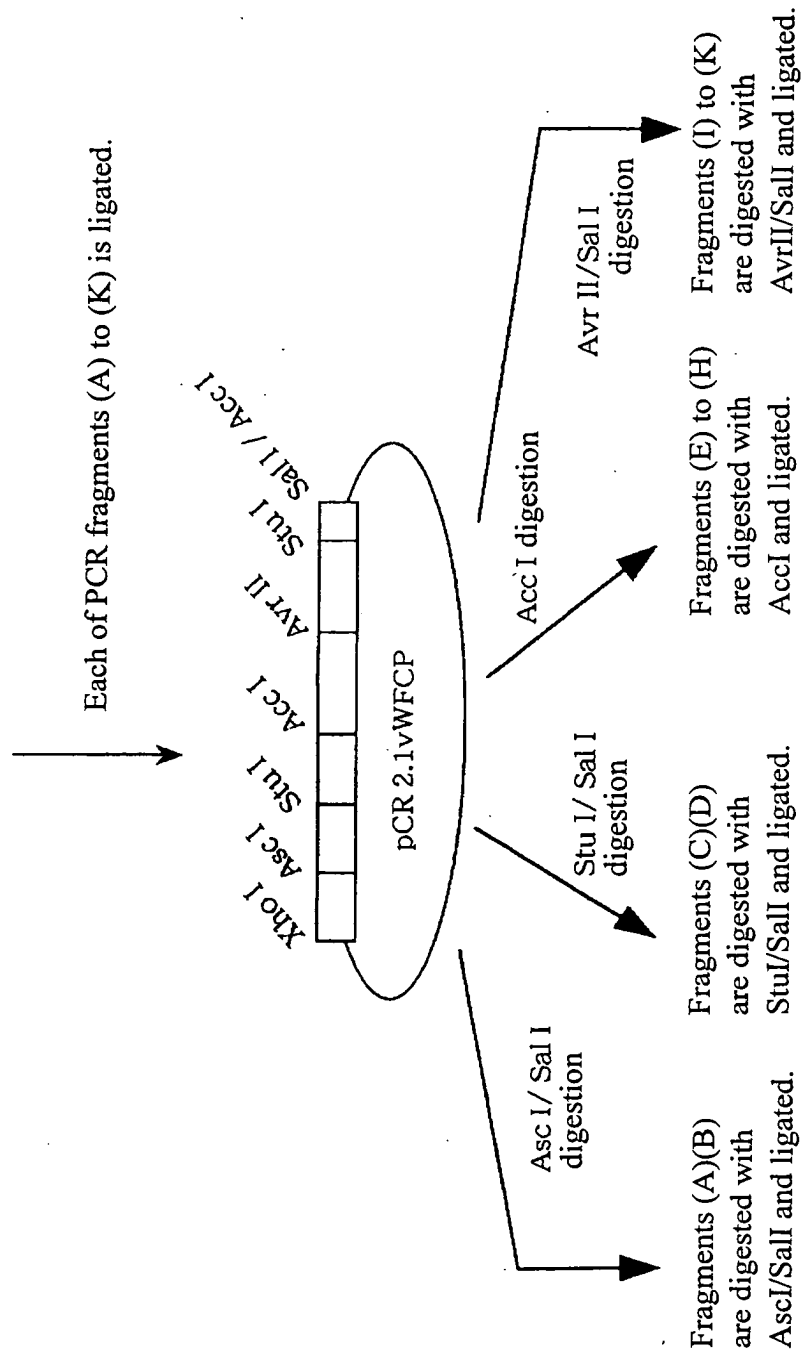 Each of PCR fragments (A) to (K) is ligated.
Xho I
Asc I
Stu I
Acc I
Avr II
Stu I
Sal I / Acc I
pCR 2.1vWFCP
Asc I/ Sal I
digestion
Stu I/ Sal I
digestion
Acc I digestion
Avr II/Sal I
digestion
Fragments (A)(B)
are digested with
AscI/SalI and ligated.
Fragments (C)(D)
are digested with
StuI/SalI and ligated.
Fragments (E) to (H)
are digested with
AccI and ligated.
Fragments (I) to (K)
are digested with
AvrII/SalI and ligated.